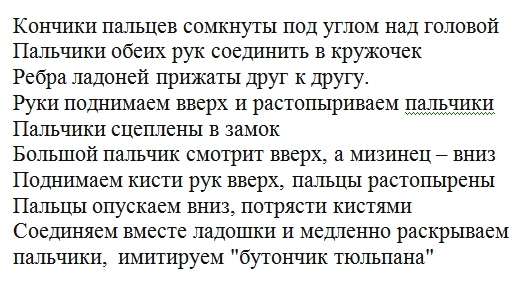 Кончики пальцев сомкнуты под углом над головой
Пальчики обеих рук соединить в кружочек
Ребра ладоней прижаты друг к другу.
Руки поднимаем вверх и растопыриваем пальчики
Пальчики сцеплены в замок
Большой пальчик смотрит вверх, а мизинец – вниз
Поднимаем кисти рук вверх, пальцы растопырены
Пальцы опускаем вниз, потрясти кистями
Соединяем вместе ладошки и медленно раскрываем
пальчики, имитируем "бутончик тюльпана"